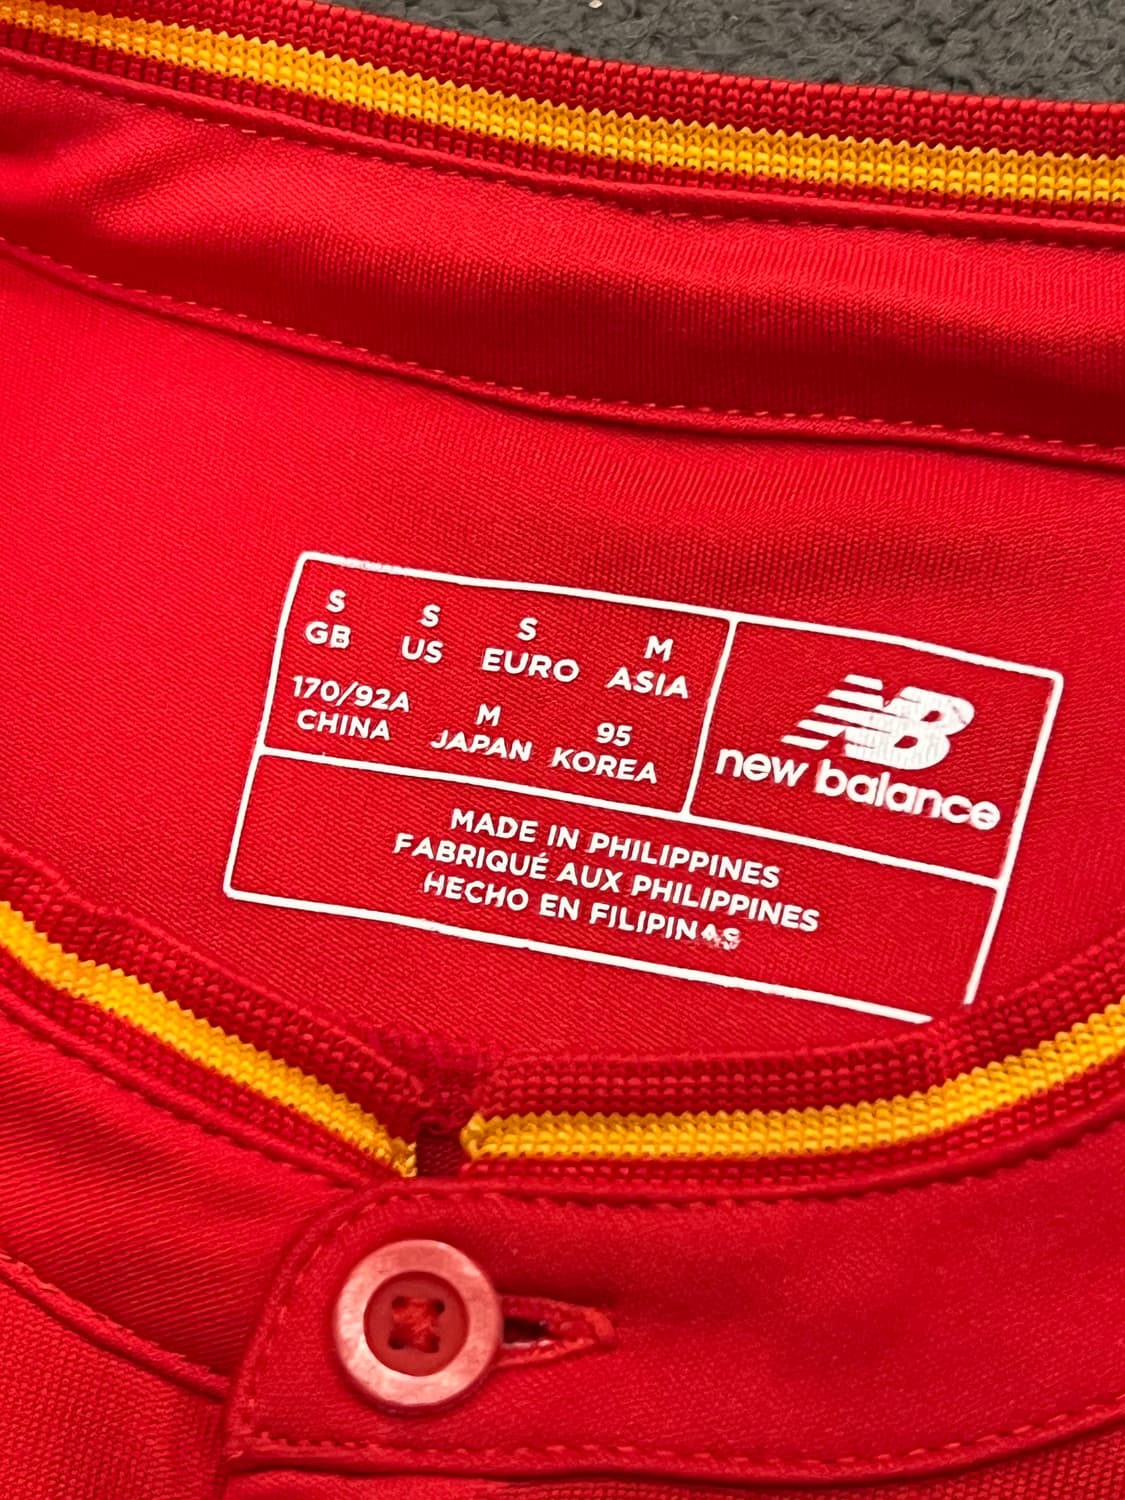 S S S M
GB US EURO ASIA
170/92A M 95
CHINA JAPAN KOREA
NB
new balance
MADE IN PHILIPPINES
FABRIQUÉ AUX PHILIPPINES
HECHO EN FILIPINAS